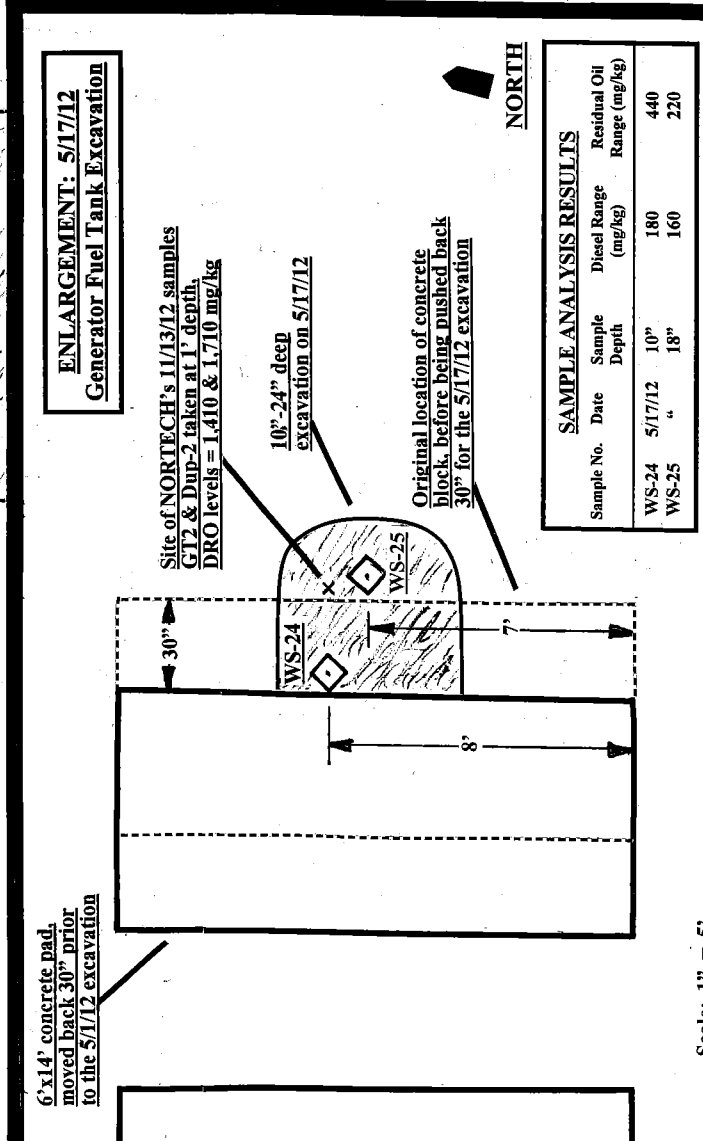 ENLARGEMENT: 5/17/12
Generator Fuel Tank Excavation
6'x14' concrete pad,
moved back 30" prior
to the 5/1/12 excavation
Site of NORTECH's 11/13/12 samples
GT2 & Dup-2 taken at 1' depth,
DRO levels = 1,410 & 1,710 mg/kg
10"-24" deep
excavation on 5/17/12
Original location of concrete
block, before being pushed back
30" for the 5/17/12 excavation
30"
WS-24
WS-25
8'
7'
NORTH
SAMPLE ANALYSIS RESULTS
Sample No. Date Sample Depth Diesel Range (mg/kg) Residual Oil Range (mg/kg)
WS-24 5/17/12 10" 180 440
WS-25 " 18" 160 220
Scale: 1" = 5'